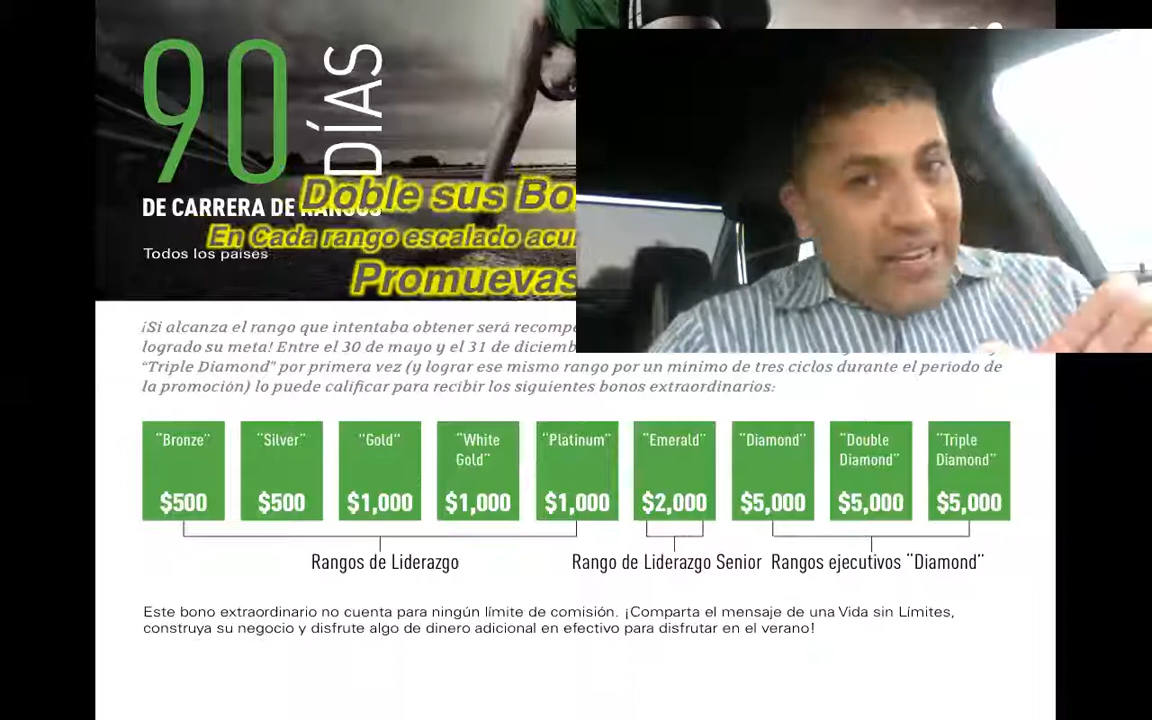 90
DÍAS
DE CARRERA DE RANGOS
Doble sus
En Cada rango escalado
Promuevas
Todos los países
¡Si alcanza el rango que intentaba obtener será
logrado su meta! Entre el 30 de mayo y el 31 de
"Triple Diamond" por primera vez (y lograr ese mismo rango por un mínimo de tres ciclos durante el período de
la promoción) lo puede calificar para recibir los siguientes bonos extraordinarios:
"Bronze" "Silver" "Gold" "White Gold" "Platinum" "Emerald" "Diamond" "Double Diamond" "Triple Diamond"
$500 $500 $1,000 $1,000 $1,000 $2,000 $5,000 $5,000 $5,000
Rangos de Liderazgo Rango de Liderazgo Senior Rangos ejecutivos "Diamond"
Este bono extraordinario no cuenta para ningún límite de comisión. ¡Comparta el mensaje de una Vida sin Límites,
construya su negocio y disfrute algo de dinero adicional en efectivo para disfrutar en el verano!